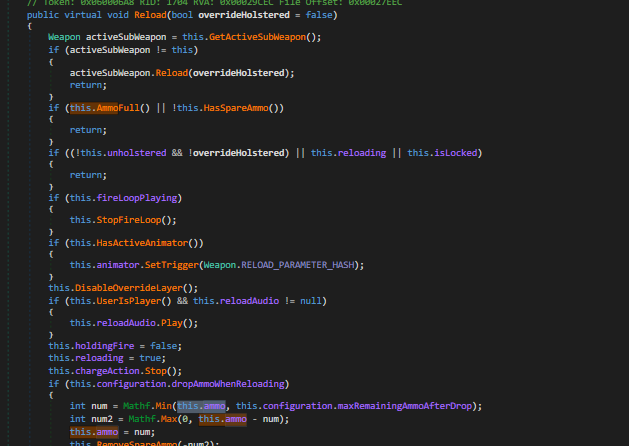 // Token: 0x060006A8 RID: 1704 RVA: 0x00029CEC File Offset: 0x00027EEC
public virtual void Reload(bool overrideHolstered = false)
{
Weapon activeSubWeapon = this.GetActiveSubWeapon();
if (activeSubWeapon != this)
{
activeSubWeapon.Reload(overrideHolstered);
return;
}
if (this.AmmoFull() || !this.HasSpareAmmo())
{
return;
}
if ((!this.unholstered && !overrideHolstered) || this.reloading || this.isLocked)
{
return;
}
if (this.fireLoopPlaying)
{
this.StopFireLoop();
}
if (this.HasActiveAnimator())
{
this.animator.SetTrigger(Weapon.RELOAD_PARAMETER_HASH);
}
this.DisableOverrideLayer();
if (this.UserIsPlayer() && this.reloadAudio != null)
{
this.reloadAudio.Play();
}
this.holdingFire = false;
this.reloading = true;
this.chargeAction.Stop();
if (this.configuration.dropAmmoWhenReloading)
{
int num = Mathf.Min(this.ammo, this.configuration.maxRemainingAmmoAfterDrop);
int num2 = Mathf.Max(0, this.ammo - num);
this.ammo = num;
this.RemoveSpareAmmo(-num2);